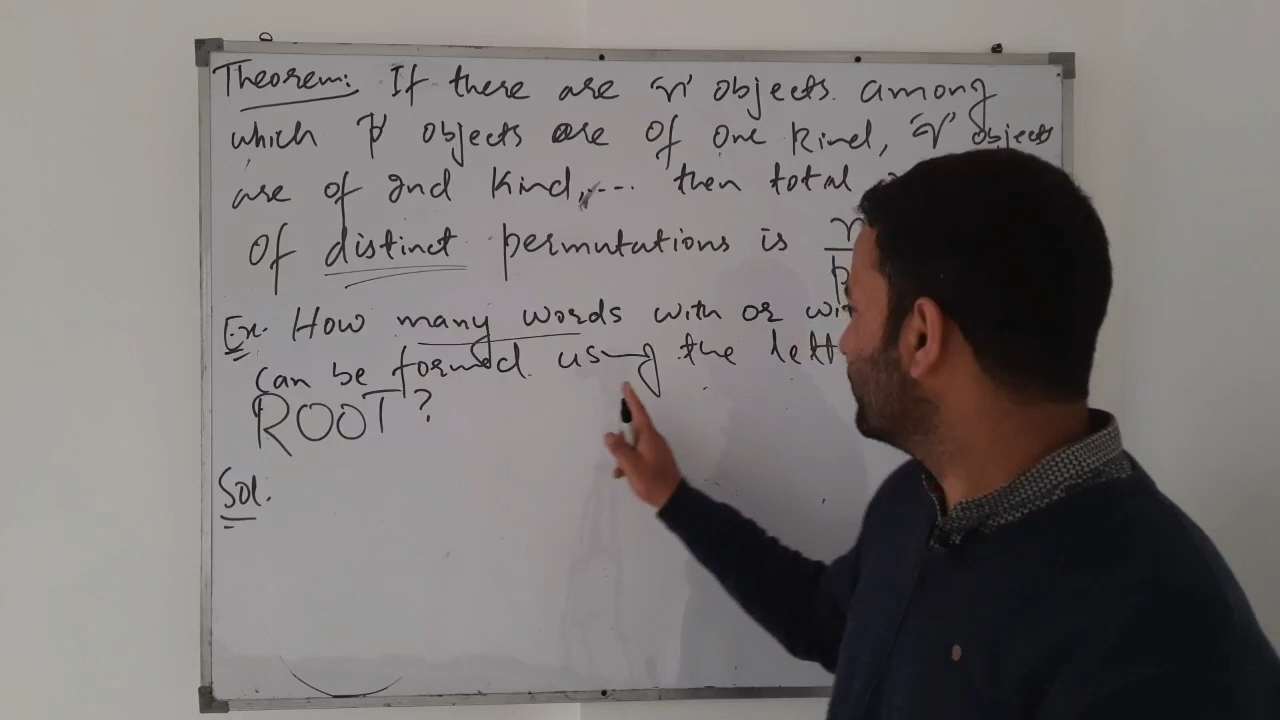 Theorem: If there are 'n' objects among
which 'p' objects are of one kind, 'q' objects
are of 2nd kind, ... then total
of distinct permutations is n
p
Ex. How many words with or
can be formed using the
ROOT?
Sol.